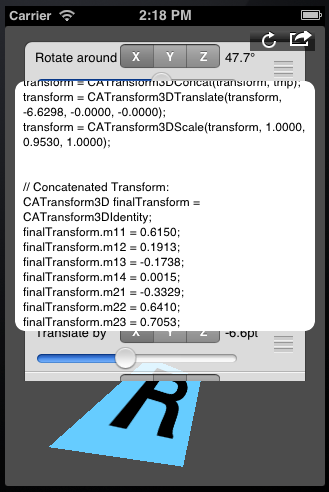 2:18 PM
Rotate around X Y Z 47.7°
transform = CATransform3DConcat(transform, tmp);
transform = CATransform3DTranslate(transform,
-6.6298, -0.0000, -0.0000);
transform = CATransform3DScale(transform, 1.0000,
0.9530, 1.0000);
// Concatenated Transform:
CATransform3D finalTransform =
CATransform3DIdentity;
finalTransform.m11 = 0.6150;
finalTransform.m12 = 0.1913;
finalTransform.m13 = -0.1738;
finalTransform.m14 = 0.0015;
finalTransform.m21 = -0.3329;
finalTransform.m22 = 0.6410;
finalTransform.m23 = 0.7053;
Translate by X Y Z -6.6pt
R